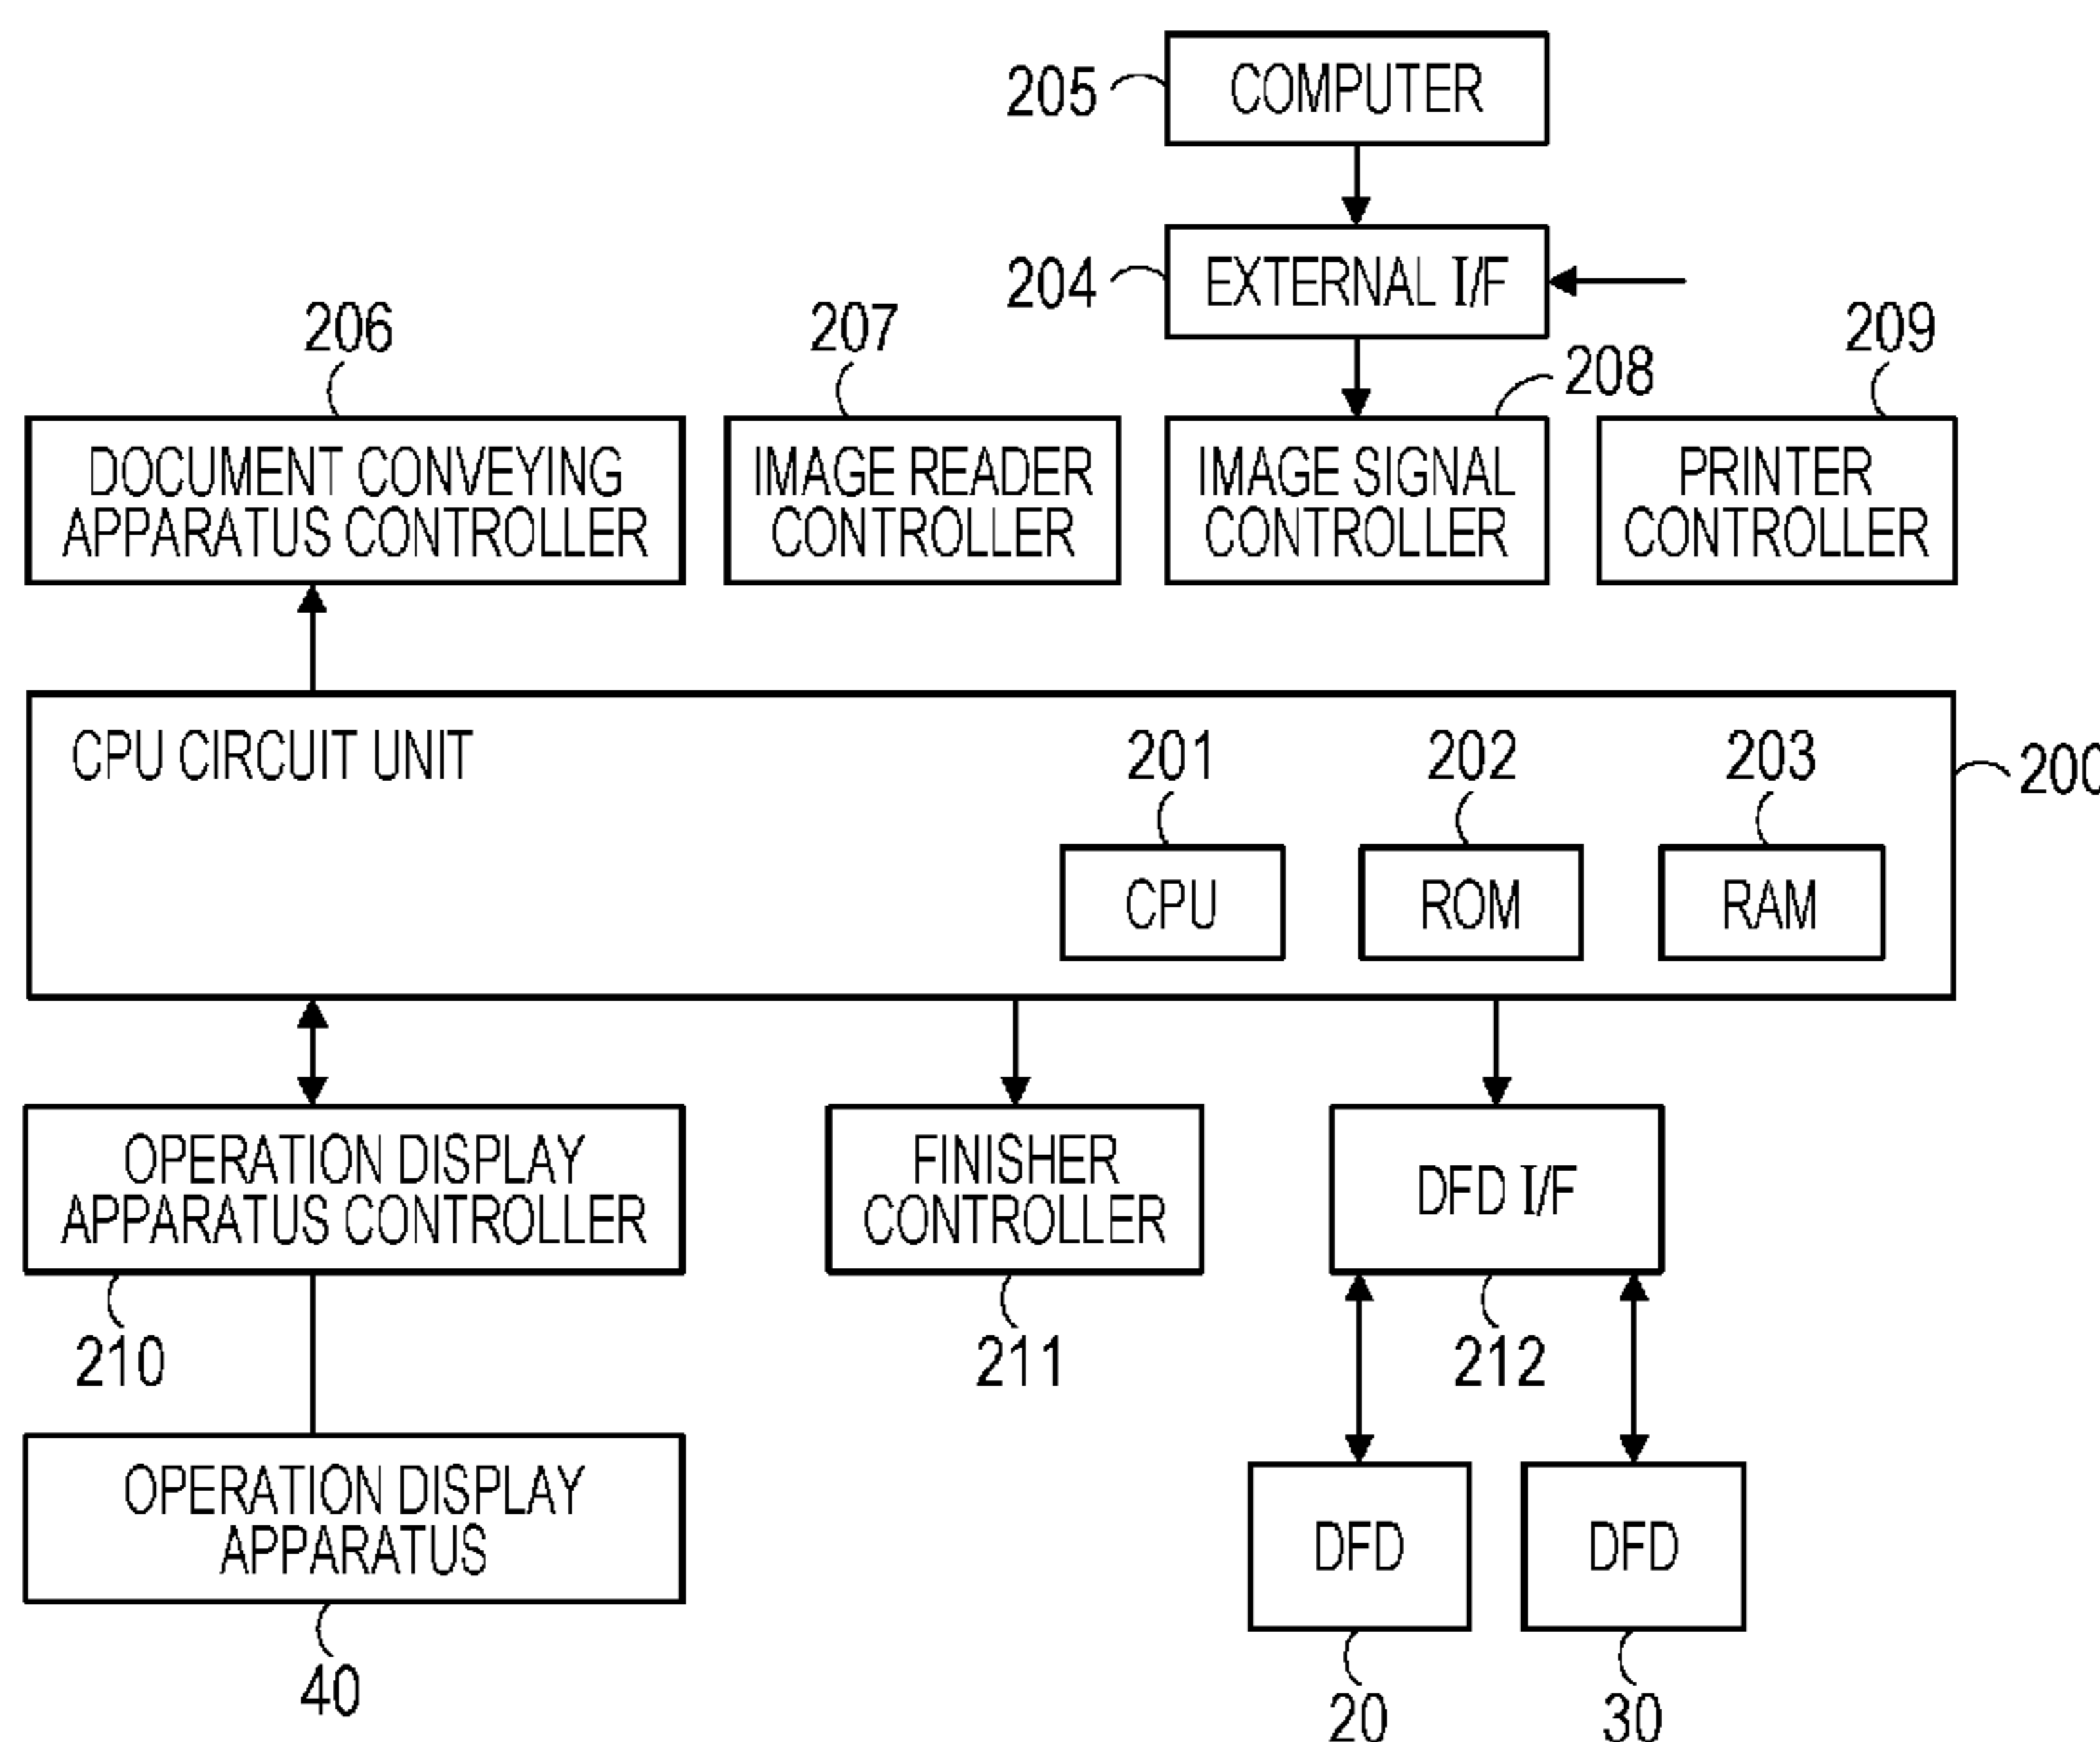 205
COMPUTER
204
EXTERNAL I/F
206
207
208
209
DOCUMENT CONVEYING
APPARATUS CONTROLLER
IMAGE READER
CONTROLLER
IMAGE SIGNAL
CONTROLLER
PRINTER
CONTROLLER
CPU CIRCUIT UNIT
201
202
203
200
CPU
ROM
RAM
OPERATION DISPLAY
APPARATUS CONTROLLER
FINISHER
CONTROLLER
DFD I/F
210
211
212
OPERATION DISPLAY
APPARATUS
DFD
DFD
40
20
30